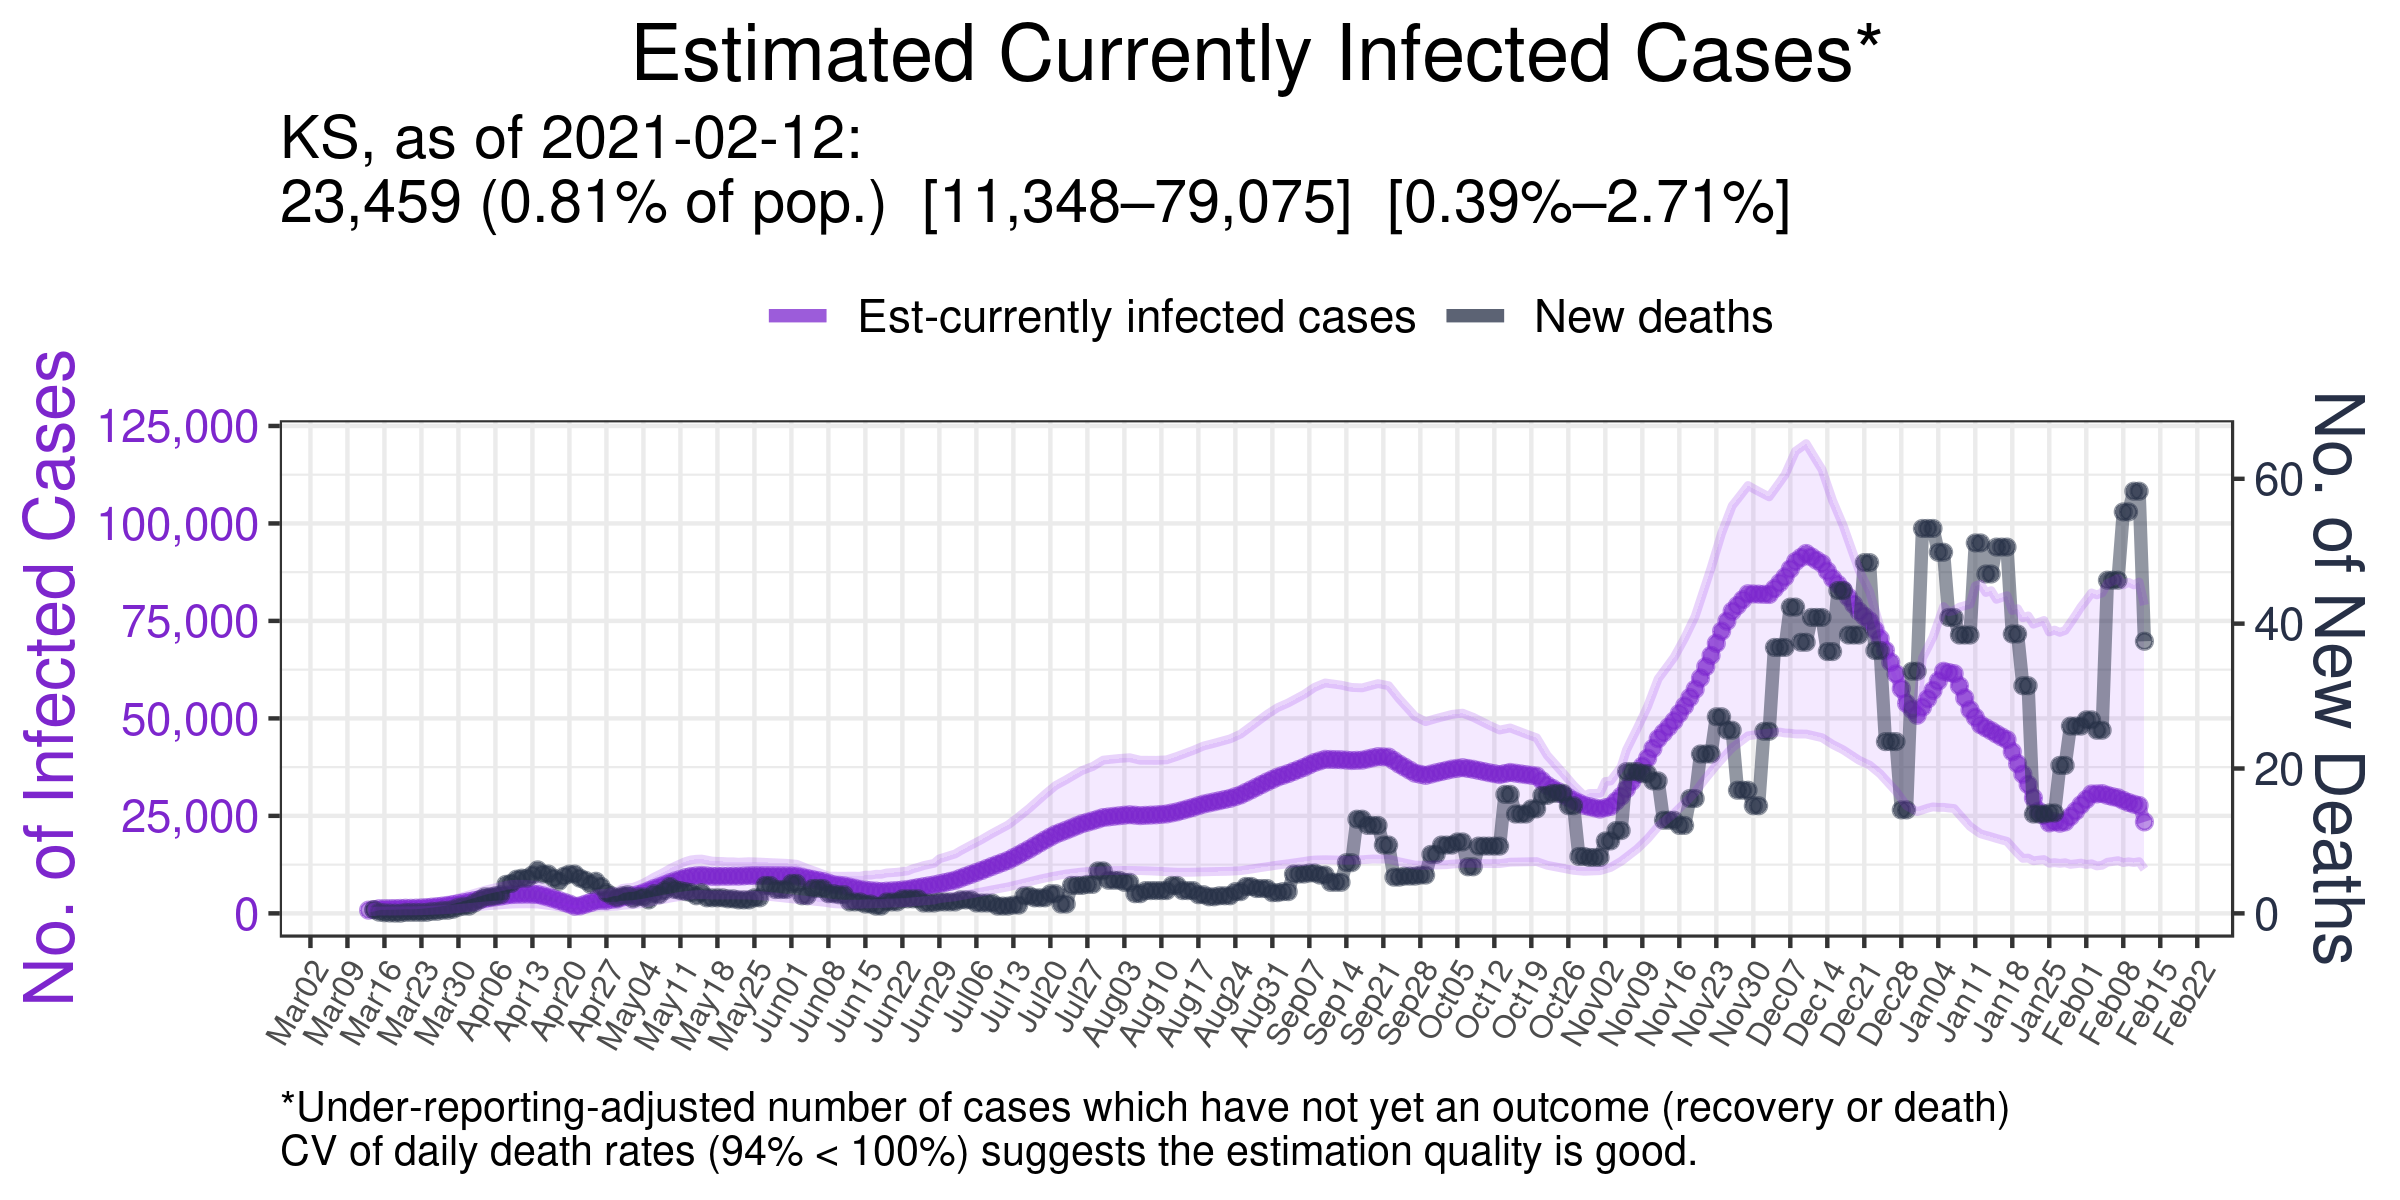 Estimated Currently Infected Cases*
KS, as of 2021-02-12:
23,459 (0.81% of pop.) [11,348–79,075] [0.39%–2.71%]
Est-currently infected cases
New deaths
No. of Infected Cases
125,000
100,000
75,000
50,000
25,000
0
No. of New Deaths
60
40
20
0
Mar02
Mar09
Mar16
Mar23
Mar30
Apr06
Apr13
Apr20
Apr27
May04
May11
May18
May25
Jun01
Jun08
Jun15
Jun22
Jun29
Jul06
Jul13
Jul20
Jul27
Aug03
Aug10
Aug17
Aug24
Aug31
Sep07
Sep14
Sep21
Sep28
Oct05
Oct12
Oct19
Oct26
Nov02
Nov09
Nov16
Nov23
Nov30
Dec07
Dec14
Dec21
Dec28
Jan04
Jan11
Jan18
Jan25
Feb01
Feb08
Feb15
Feb22
*Under-reporting-adjusted number of cases which have not yet an outcome (recovery or death)
CV of daily death rates (94% < 100%) suggests the estimation quality is good.